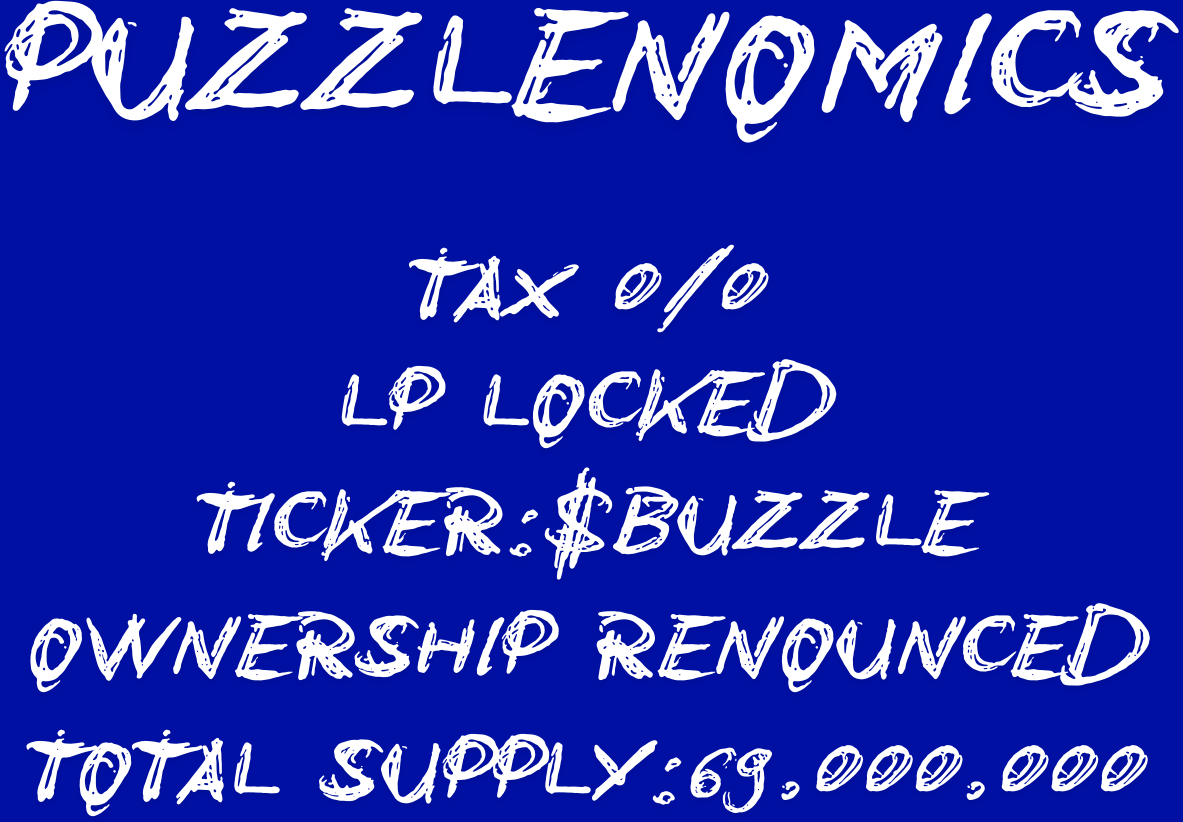 PUZZLENOMICS
TAX 0/0
LP LOCKED
TICKER:$BUZZLE
OWNERSHIP RENOUNCED
TOTAL SUPPLY:69.000.000